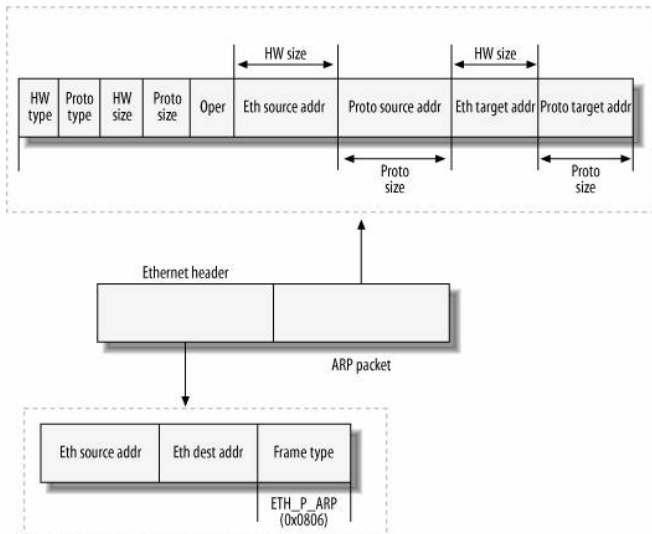 HW size
HW size
HW type
Proto type
HW size
Proto size
Oper
Eth source addr
Proto source addr
Eth target addr
Proto target addr
Proto size
Proto size
Ethernet header
ARP packet
Eth source addr
Eth dest addr
Frame type
ETH_P_ARP
(0x0806)